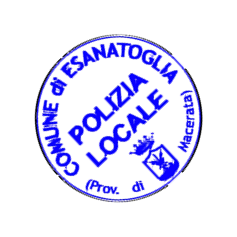 COMUNE di ESANATOGLIA
POLIZIA
LOCALE
(Prov. di Macerata)